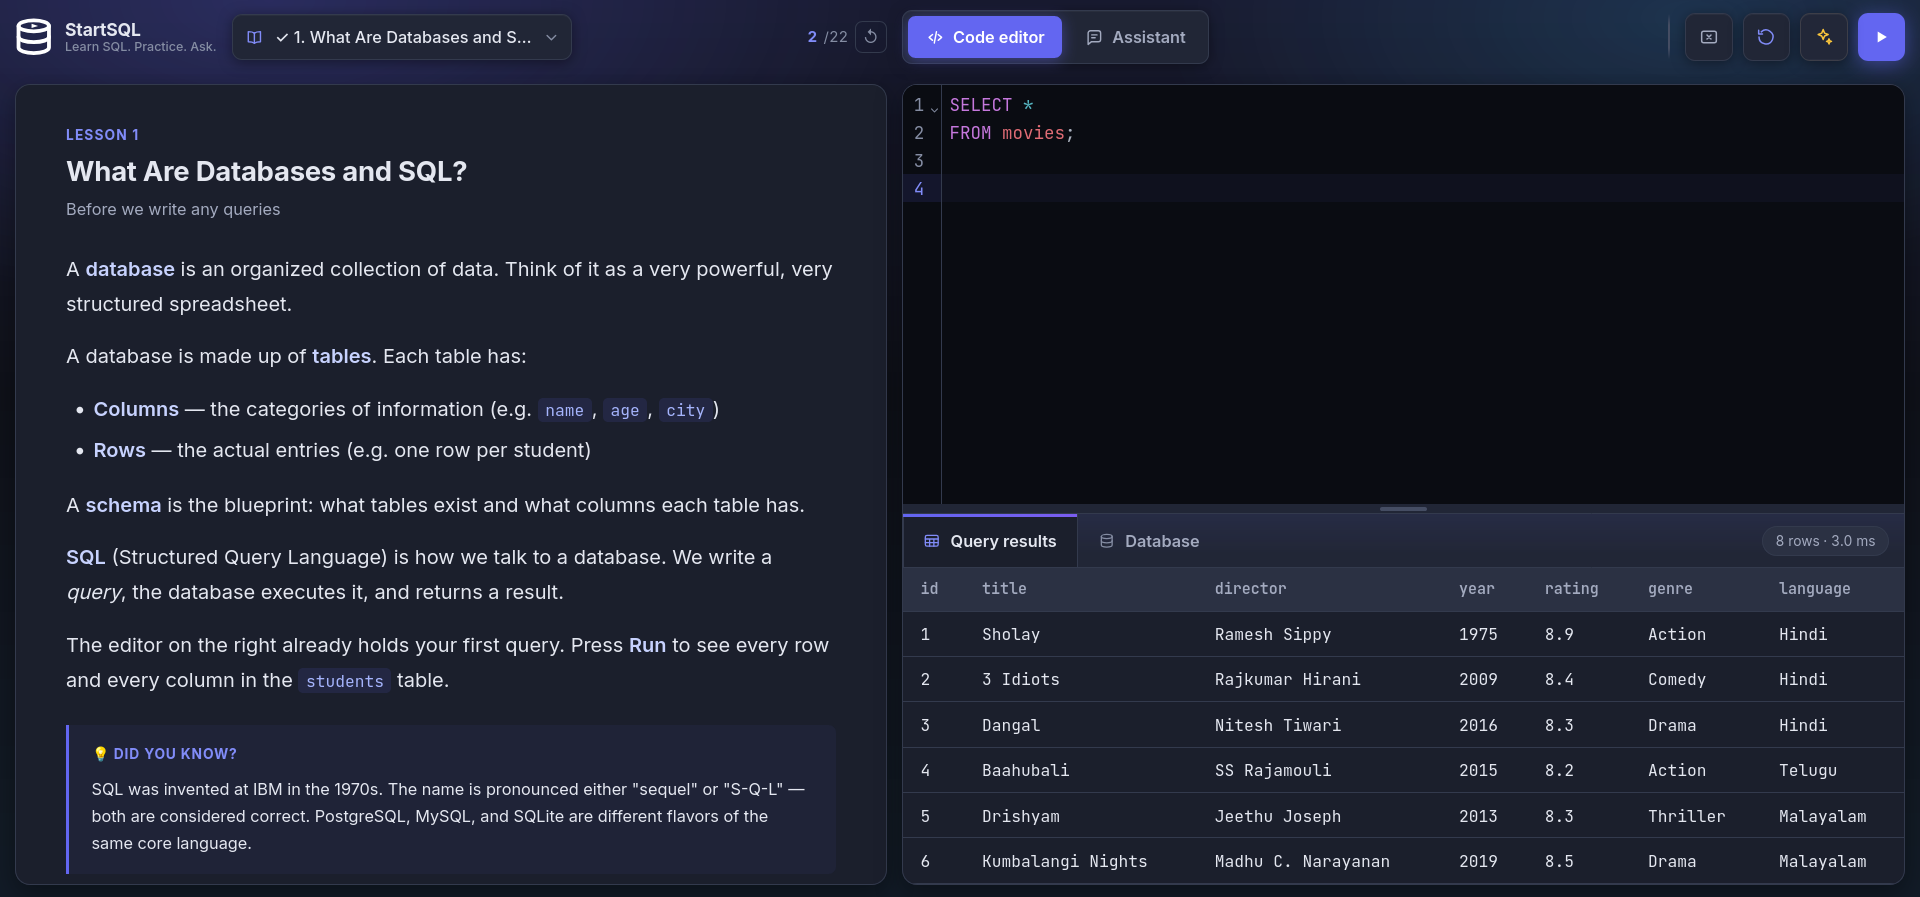 StartSQL
Learn SQL. Practice. Ask.
✓ 1. What Are Databases and S...
2 /22
Code editor
Assistant
LESSON 1
What Are Databases and SQL?
Before we write any queries
A database is an organized collection of data. Think of it as a very powerful, very
structured spreadsheet.
A database is made up of tables. Each table has:
• Columns — the categories of information (e.g. name, age, city)
• Rows — the actual entries (e.g. one row per student)
A schema is the blueprint: what tables exist and what columns each table has.
SQL (Structured Query Language) is how we talk to a database. We write a
query, the database executes it, and returns a result.
The editor on the right already holds your first query. Press Run to see every row
and every column in the students table.
💡 DID YOU KNOW?
SQL was invented at IBM in the 1970s. The name is pronounced either "sequel" or "S-Q-L" —
both are considered correct. PostgreSQL, MySQL, and SQLite are different flavors of the
same core language.
1 SELECT *
2 FROM movies;
3
4
Query results
Database
8 rows · 3.0 ms
id title director year rating genre language
1 Sholay Ramesh Sippy 1975 8.9 Action Hindi
2 3 Idiots Rajkumar Hirani 2009 8.4 Comedy Hindi
3 Dangal Nitesh Tiwari 2016 8.3 Drama Hindi
4 Baahubali SS Rajamouli 2015 8.2 Action Telugu
5 Drishyam Jeethu Joseph 2013 8.3 Thriller Malayalam
6 Kumbalangi Nights Madhu C. Narayanan 2019 8.5 Drama Malayalam